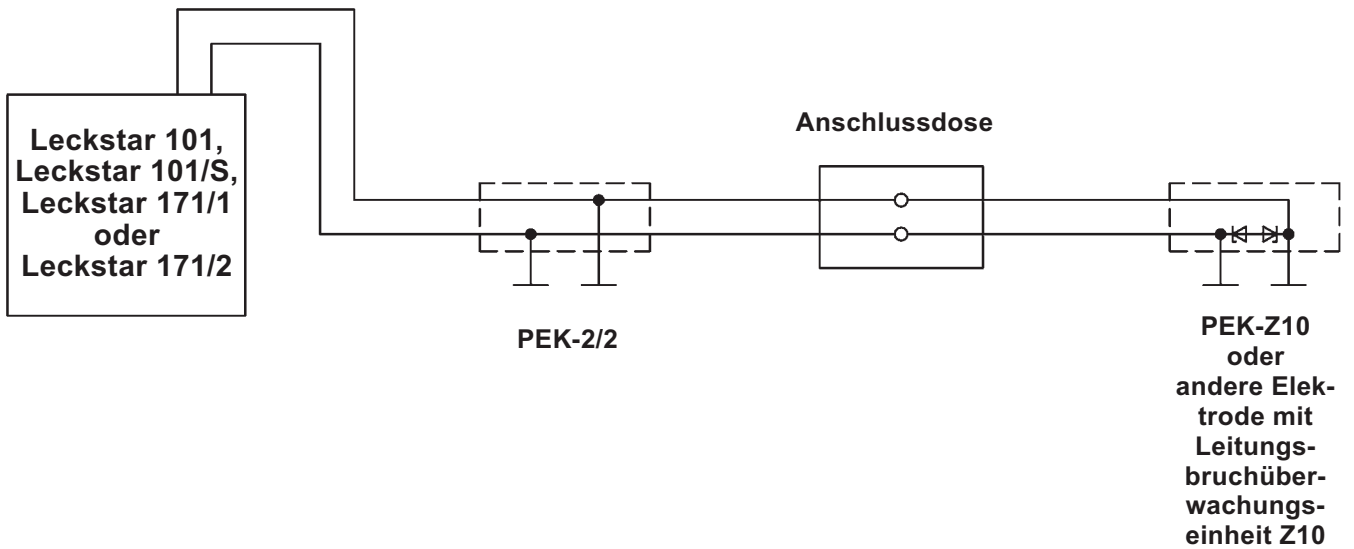 Leckstar 101,
Leckstar 101/S,
Leckstar 171/1
oder
Leckstar 171/2
Anschlussdose
PEK-2/2
PEK-Z10
oder
andere Elek-
trode mit
Leitungs-
bruchüber-
wachungs-
einheit Z10